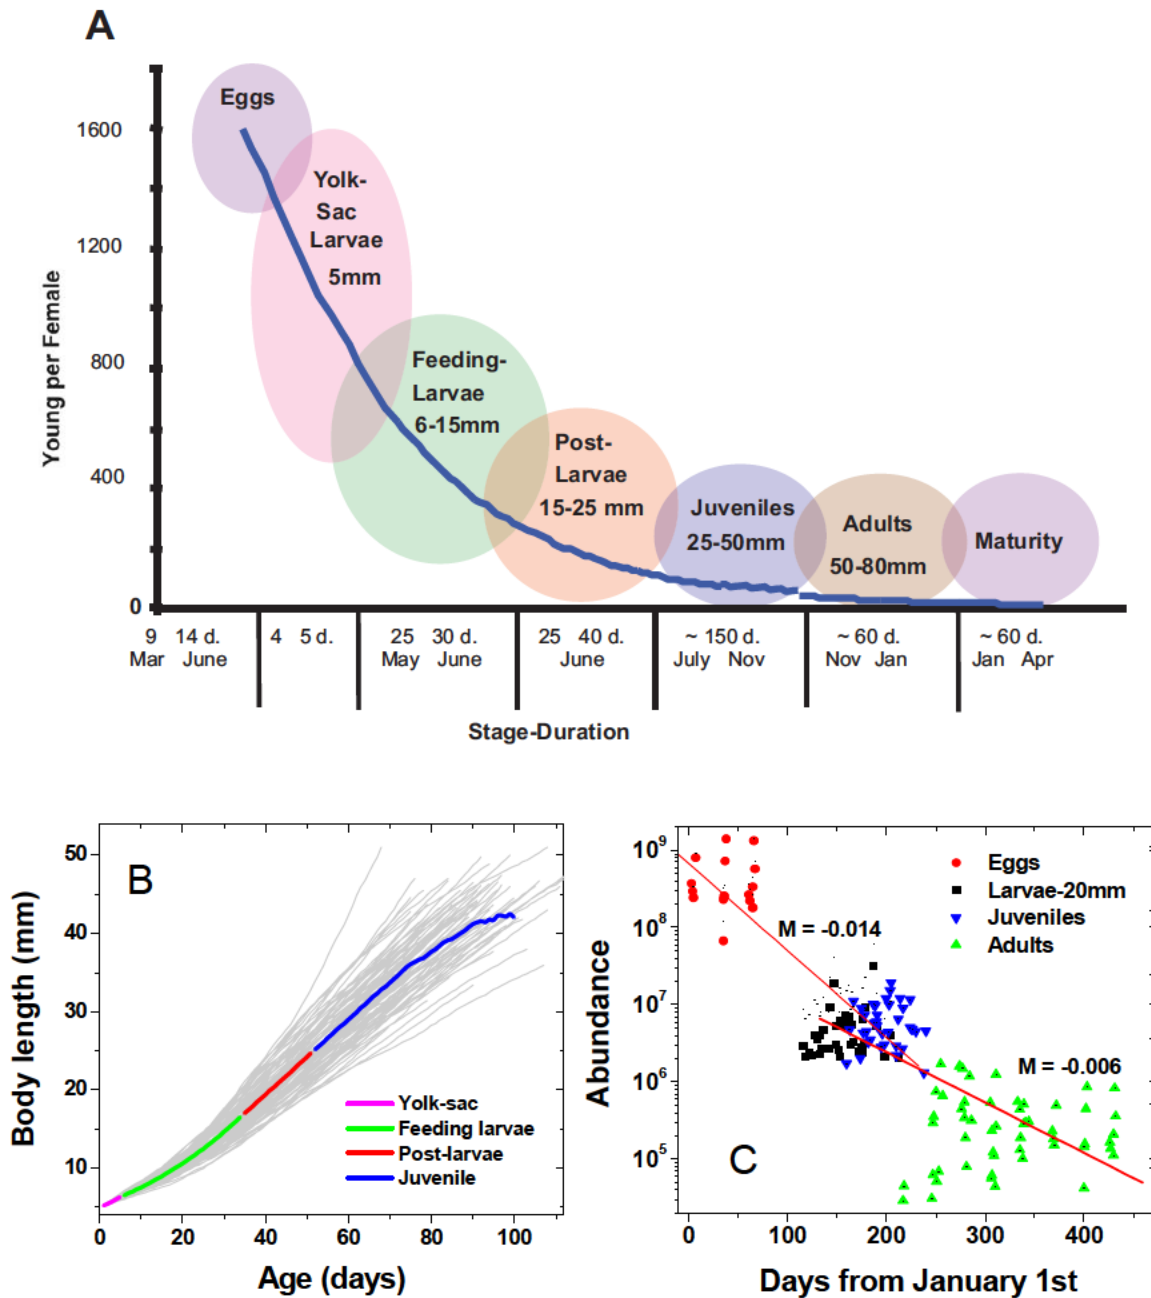 A
Young per Female
1600
1200
800
400
0
Eggs
Yolk-
Sac
Larvae
5mm
Feeding-
Larvae
6-15mm
Post-
Larvae
15-25 mm
Juveniles
25-50mm
Adults
50-80mm
Maturity
9 14 d. 4 5 d. 25 30 d. 25 40 d. ~ 150 d. ~ 60 d. ~ 60 d.
Mar June May June June July Nov Nov Jan Jan Apr
Stage-Duration
B
Body length (mm)
50
40
30
20
10
Yolk-sac
Feeding larvae
Post-larvae
Juvenile
0 20 40 60 80 100
Age (days)
C
Abundance
10⁹
10⁸
10⁷
10⁶
10⁵
Eggs
Larvae-20mm
Juveniles
Adults
M = -0.014
M = -0.006
0 100 200 300 400
Days from January 1st